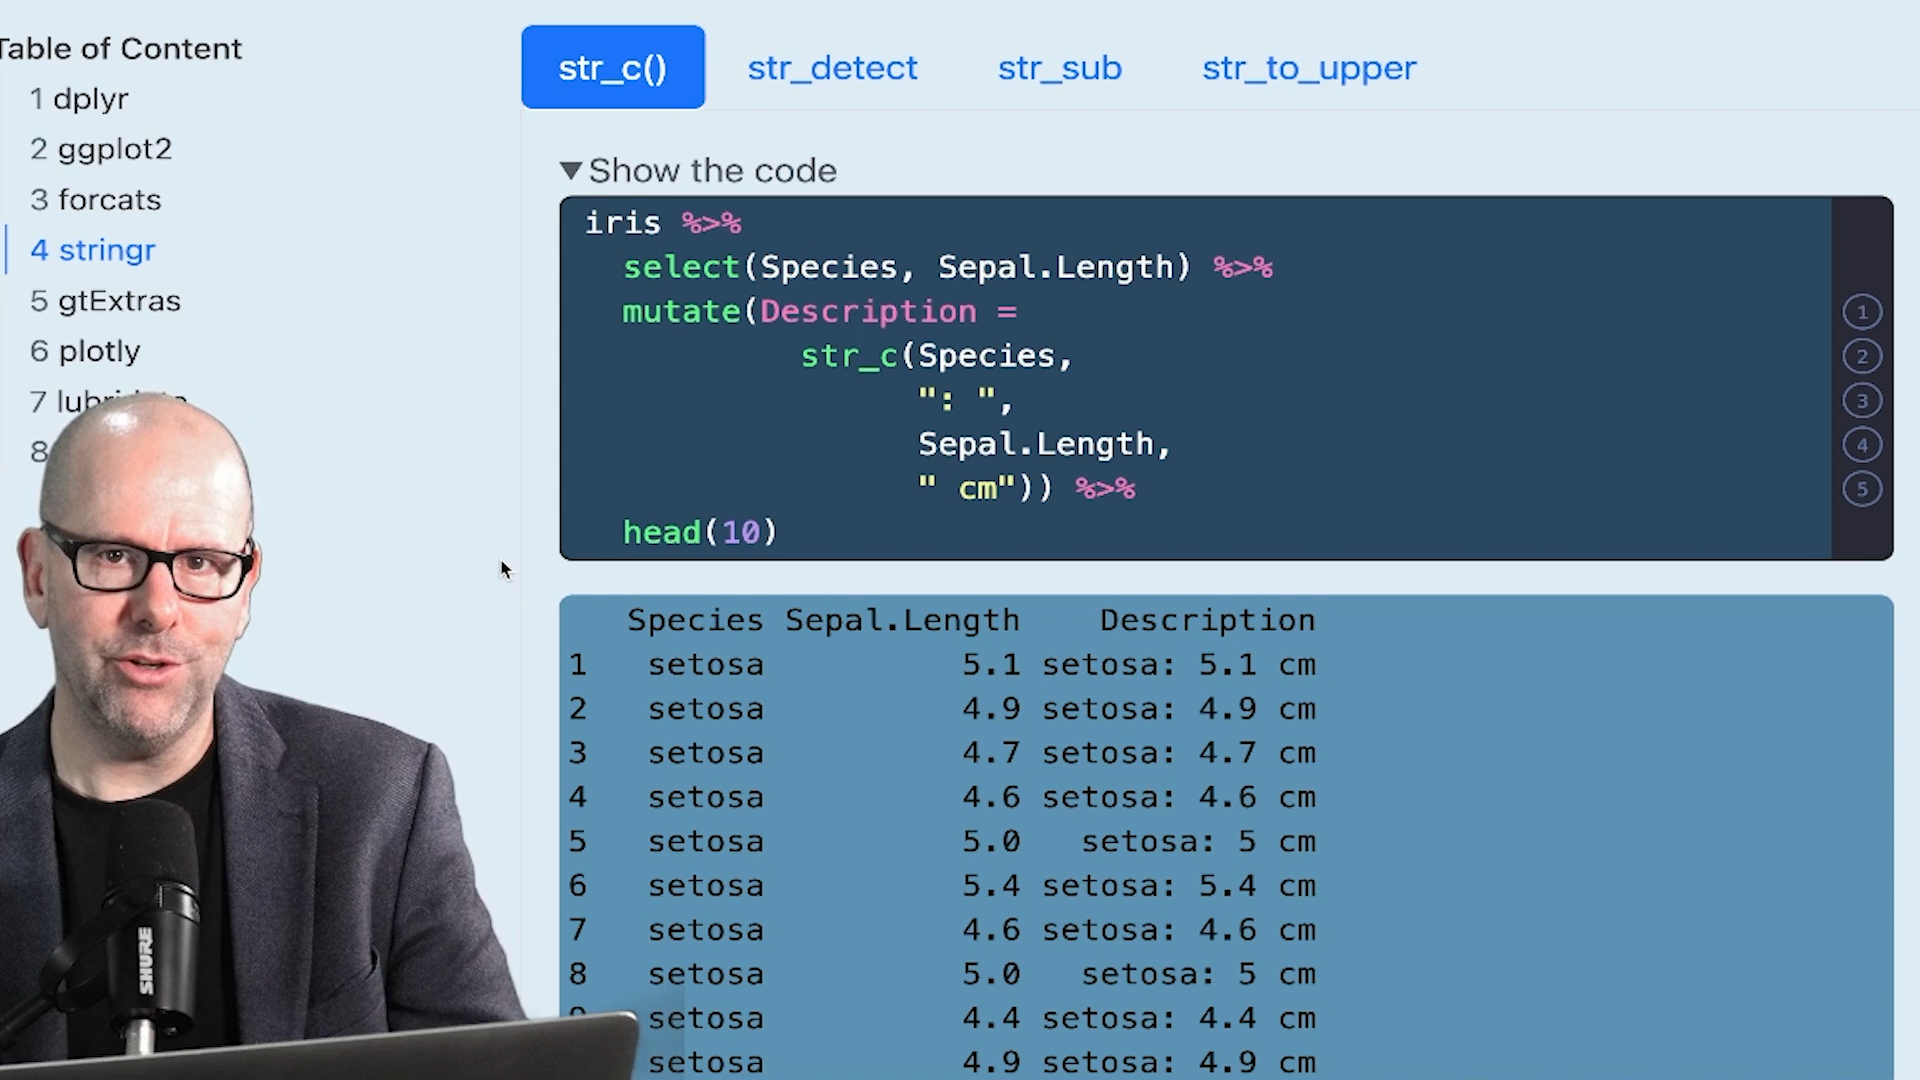 Table of Content
1 dplyr
2 ggplot2
3 forcats
4 stringr
5 gtExtras
6 plotly
7
8
str_c() str_detect str_sub str_to_upper
▼Show the code
iris %>%
select(Species, Sepal.Length) %>%
mutate(Description = 1
str_c(Species, 2
": ", 3
Sepal.Length, 4
" cm")) %>% 5
head(10)
Species Sepal.Length Description
1 setosa 5.1 setosa: 5.1 cm
2 setosa 4.9 setosa: 4.9 cm
3 setosa 4.7 setosa: 4.7 cm
4 setosa 4.6 setosa: 4.6 cm
5 setosa 5.0 setosa: 5 cm
6 setosa 5.4 setosa: 5.4 cm
7 setosa 4.6 setosa: 4.6 cm
8 setosa 5.0 setosa: 5 cm
setosa 4.4 setosa: 4.4 cm
setosa 4.9 setosa: 4.9 cm
SHURE